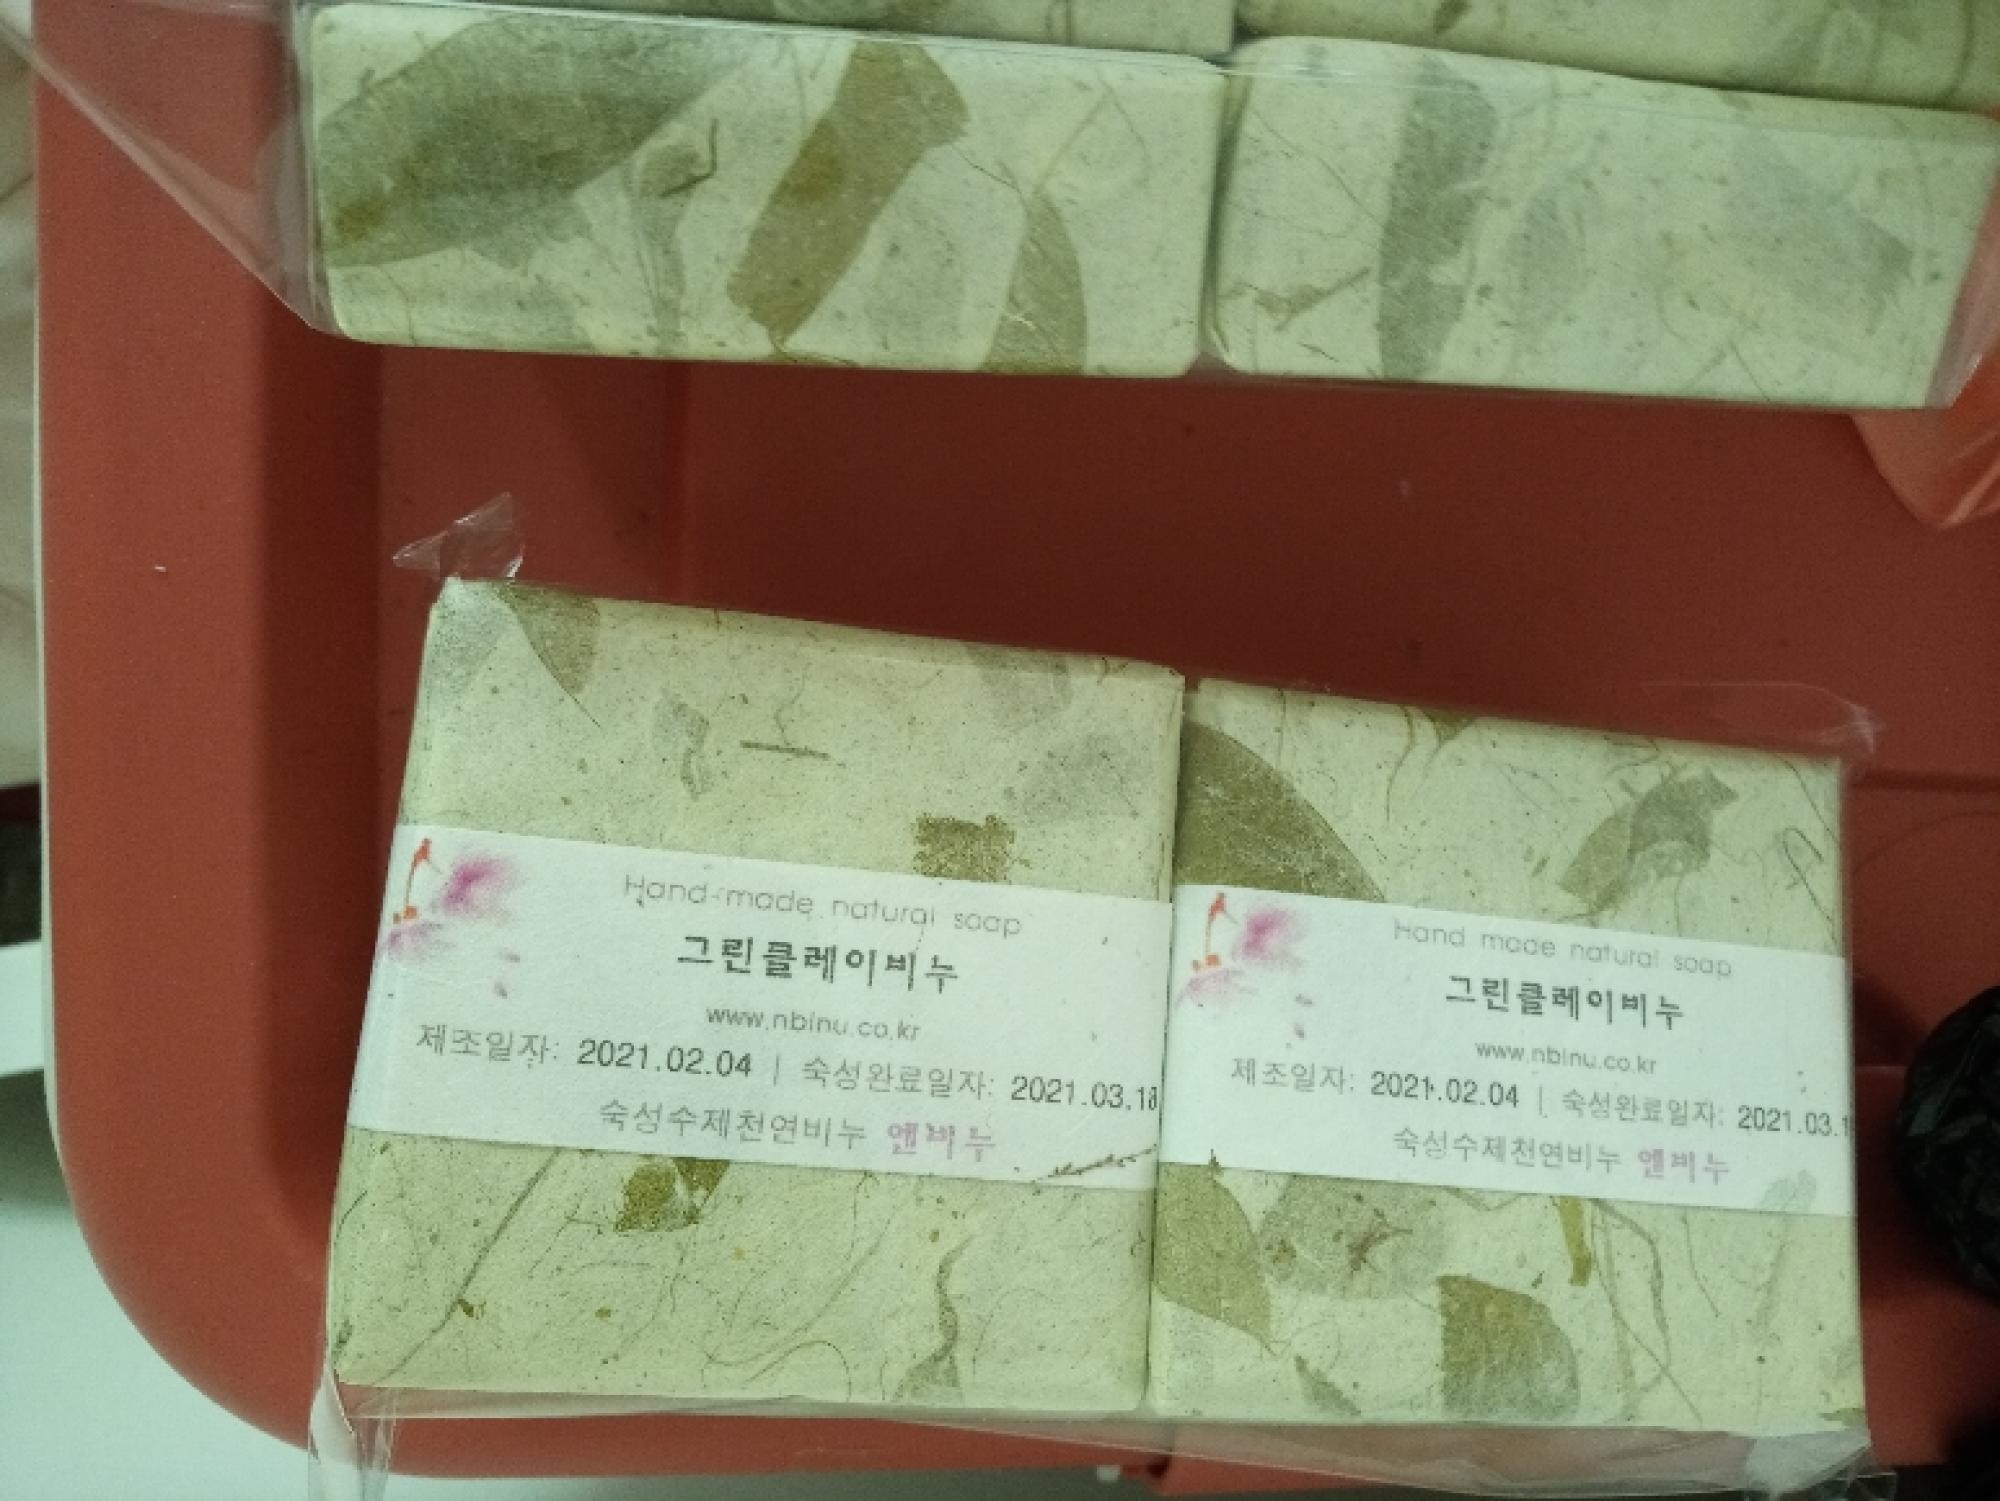 Hand-made natural soap
그린클레이비누
www.nbinu.co.kr
제조일자: 2021.02.04 | 숙성완료일자: 2021.03.18
숙성수제천연비누 엔비누
Hand made natural soap
그린클레이비누
www.nbinu.co.kr
제조일자: 2021.02.04 | 숙성완료일자: 2021.03.1
숙성수제천연비누 엔비누